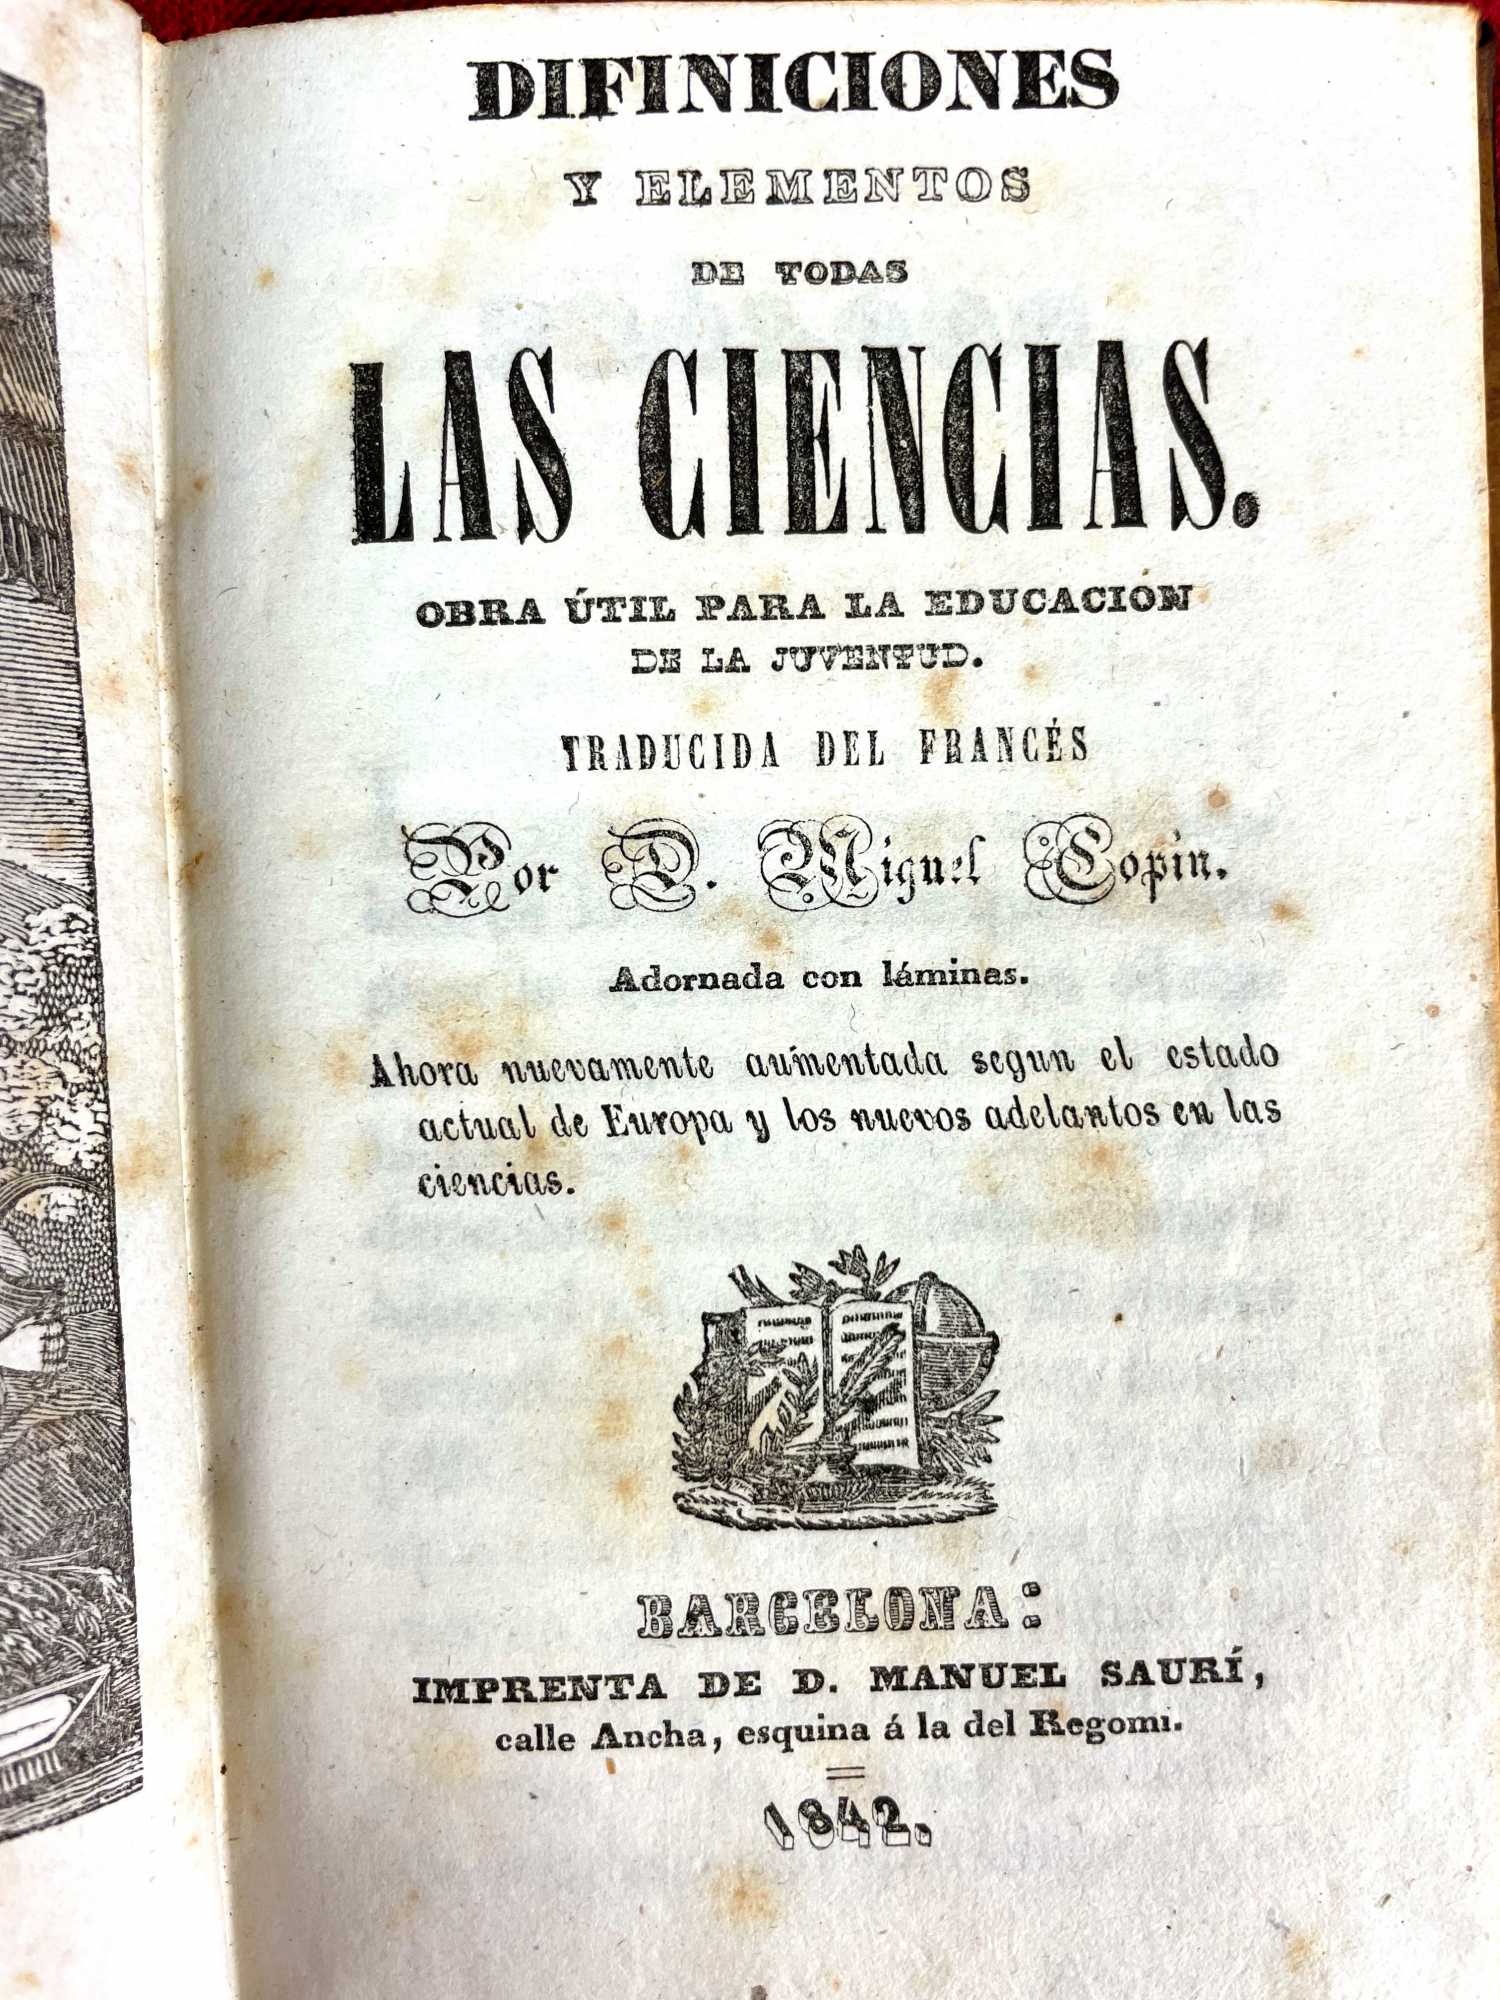 DIFINICIONES
Y ELEMENTOS
DE TODAS
LAS CIENCIAS.
OBRA ÚTIL PARA LA EDUCACION
DE LA JUVENTUD.
TRADUCIDA DEL FRANCÉS
Por D. Miguel Copin.
Adornada con láminas.
Ahora nuevamente aumentada segun el estado
actual de Europa y los nuevos adelantos en las
ciencias.
BARCELONA:
IMPRENTA DE D. MANUEL SAURÍ,
calle Ancha, esquina á la del Regomi.
1842.